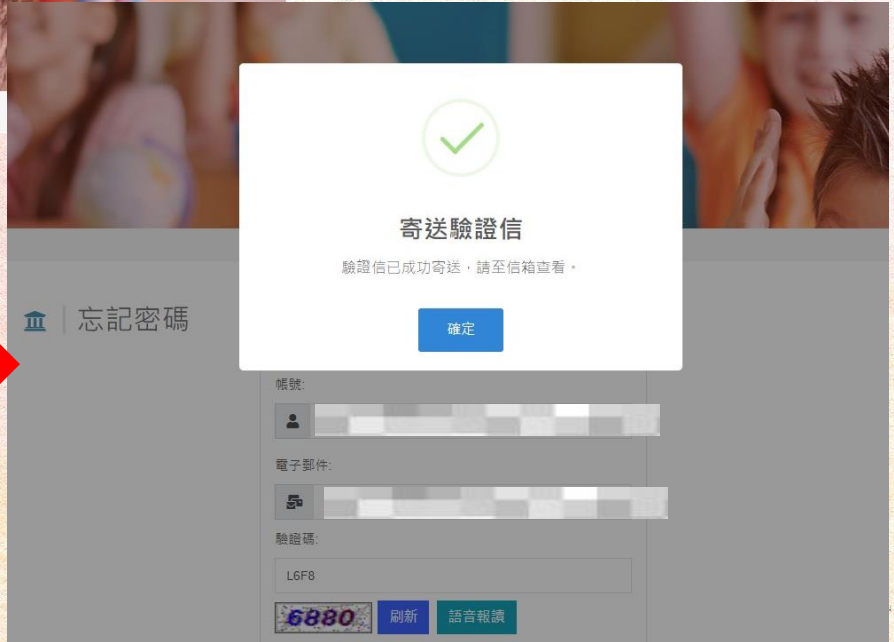 寄送驗證信
驗證信已成功寄送，請至信箱查看。
確定
忘記密碼
帳號:
電子郵件:
驗證碼:
L6F8
6880 刷新 語音報讀